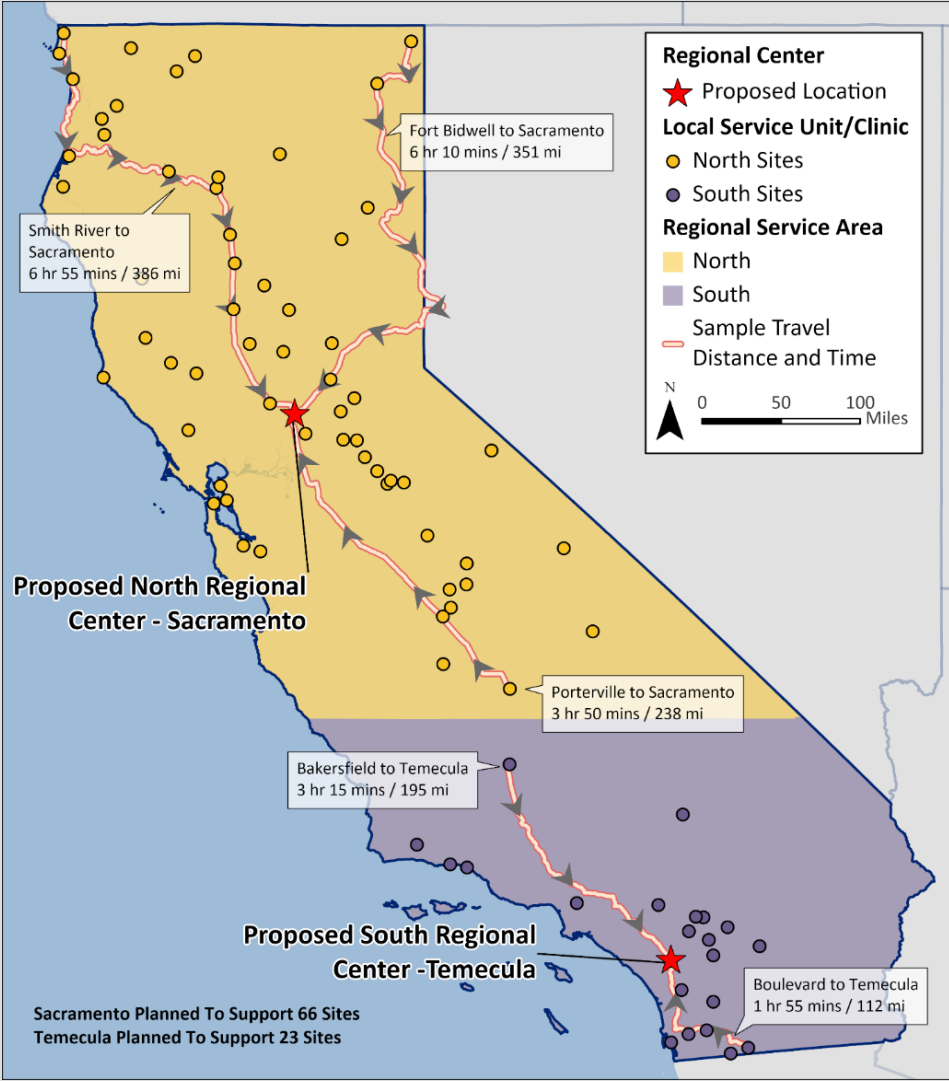 Regional Center
Proposed Location
Local Service Unit/Clinic
North Sites
South Sites
Regional Service Area
North
South
Sample Travel
Distance and Time
N
0 50 100
Miles
Fort Bidwell to Sacramento
6 hr 10 mins / 351 mi
Smith River to
Sacramento
6 hr 55 mins / 386 mi
Proposed North Regional
Center - Sacramento
Porterville to Sacramento
3 hr 50 mins / 238 mi
Bakersfield to Temecula
3 hr 15 mins / 195 mi
Proposed South Regional
Center -Temecula
Boulevard to Temecula
1 hr 55 mins / 112 mi
Sacramento Planned To Support 66 Sites
Temecula Planned To Support 23 Sites